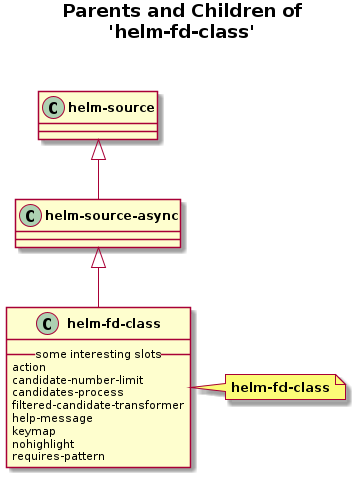 Parents and Children of
'helm-fd-class'
C helm-source
C helm-source-async
C helm-fd-class
some interesting slots
action
candidate-number-limit
candidates-process
filtered-candidate-transformer
help-message
keymap
nohighlight
requires-pattern
helm-fd-class